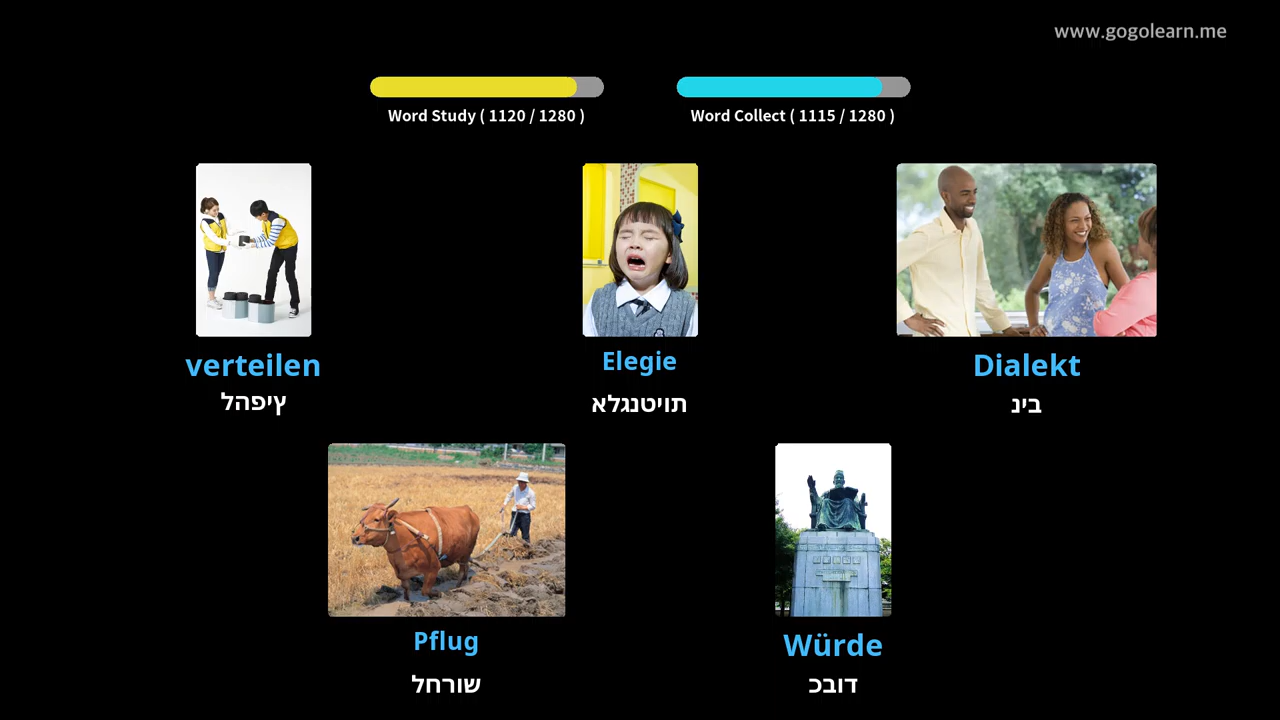 www.gogolearn.me
Word Study ( 1120 / 1280 )
Word Collect ( 1115 / 1280 )
verteilen
ץיפהל
Elegie
תויטנגלא
Dialekt
בינ
Pflug
שורחל
Würde
דובכ